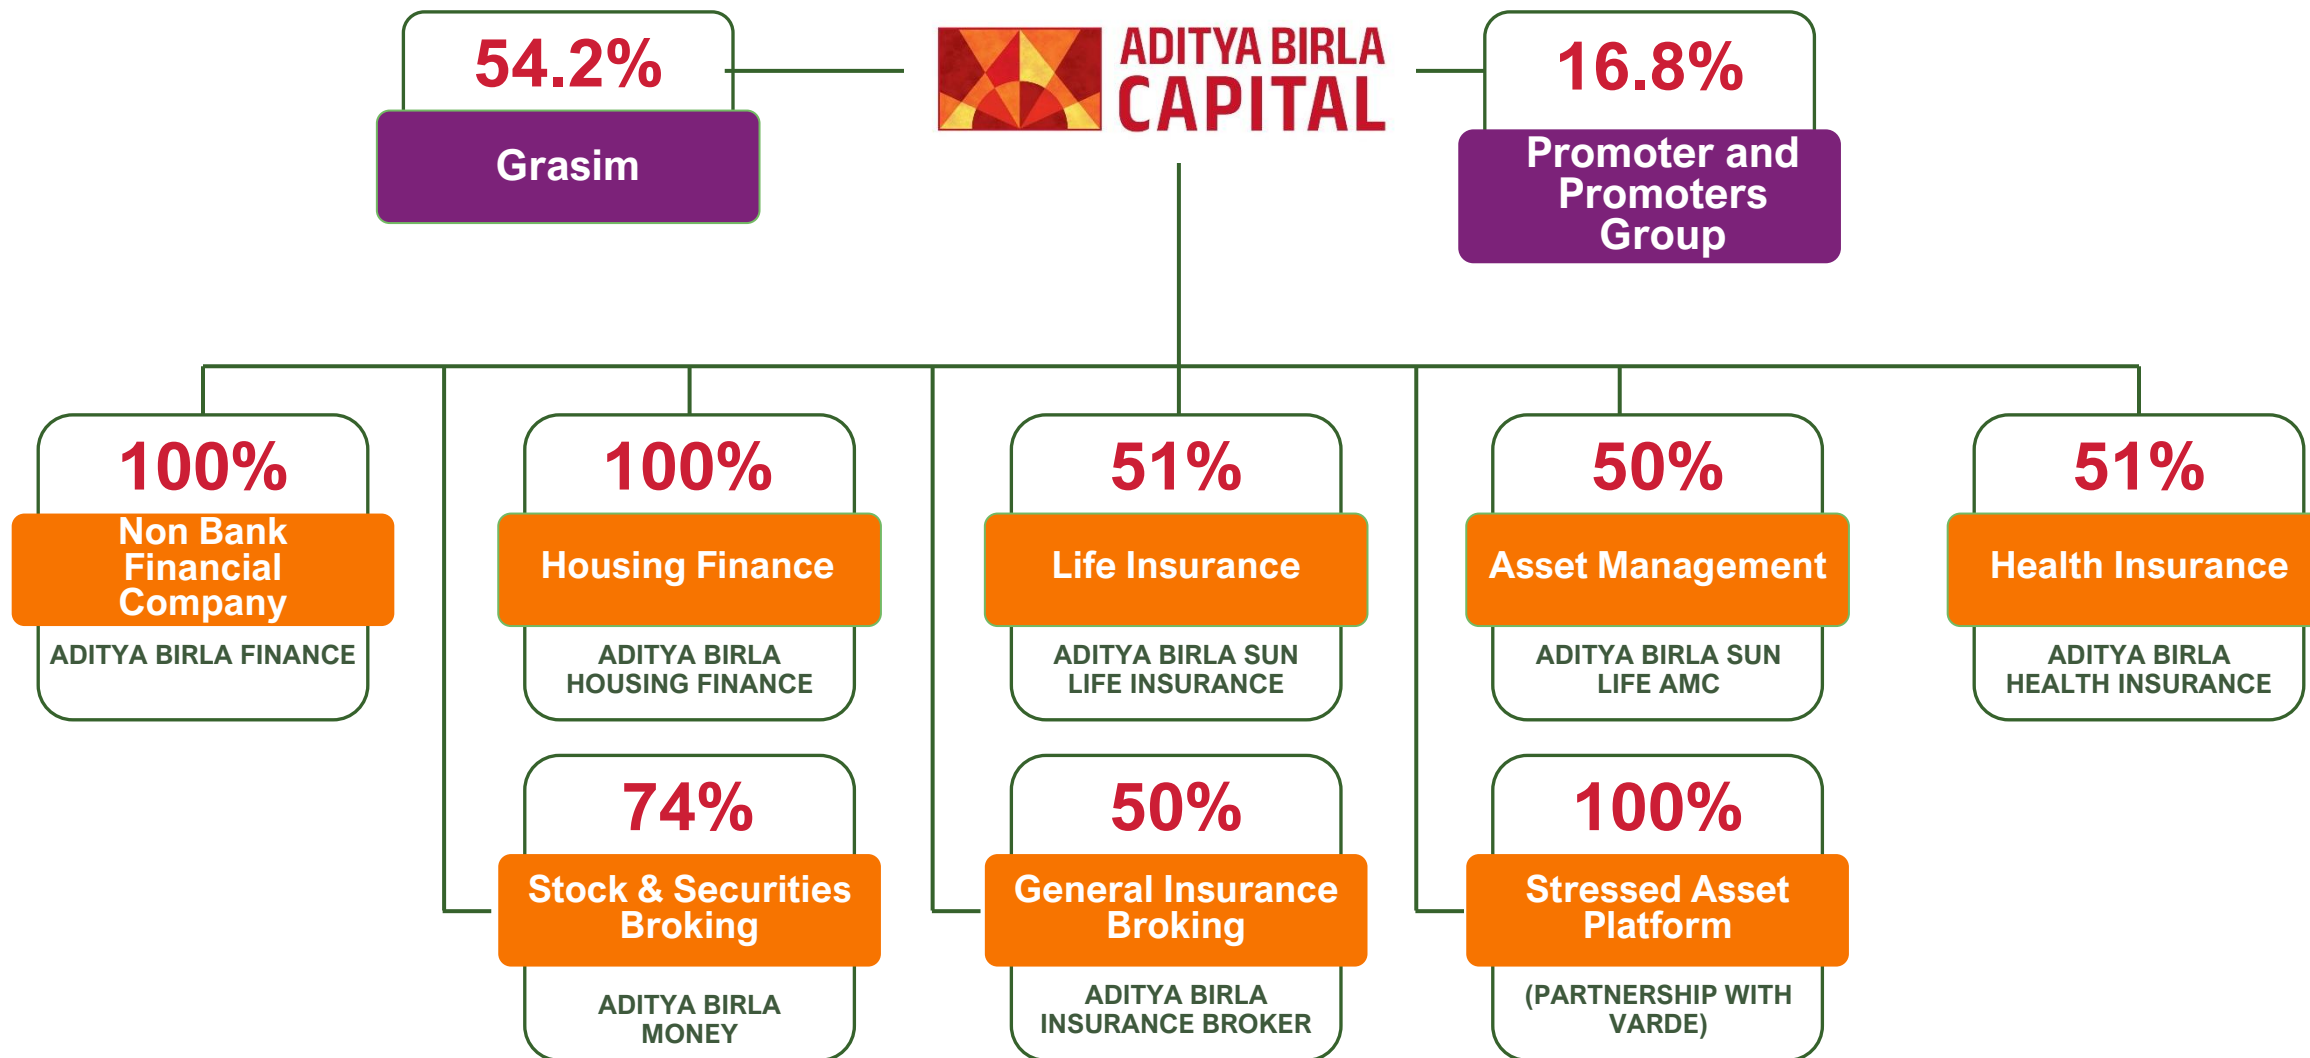 54.2%
Grasim
ADITYA BIRLA
CAPITAL
16.8%
Promoter and
Promoters
Group
100%
Non Bank
Financial
Company
ADITYA BIRLA FINANCE
100%
Housing Finance
ADITYA BIRLA
HOUSING FINANCE
51%
Life Insurance
ADITYA BIRLA SUN
LIFE INSURANCE
50%
Asset Management
ADITYA BIRLA SUN
LIFE AMC
51%
Health Insurance
ADITYA BIRLA
HEALTH INSURANCE
74%
Stock & Securities
Broking
ADITYA BIRLA
MONEY
50%
General Insurance
Broking
ADITYA BIRLA
INSURANCE BROKER
100%
Stressed Asset
Platform
(PARTNERSHIP WITH
VARDE)